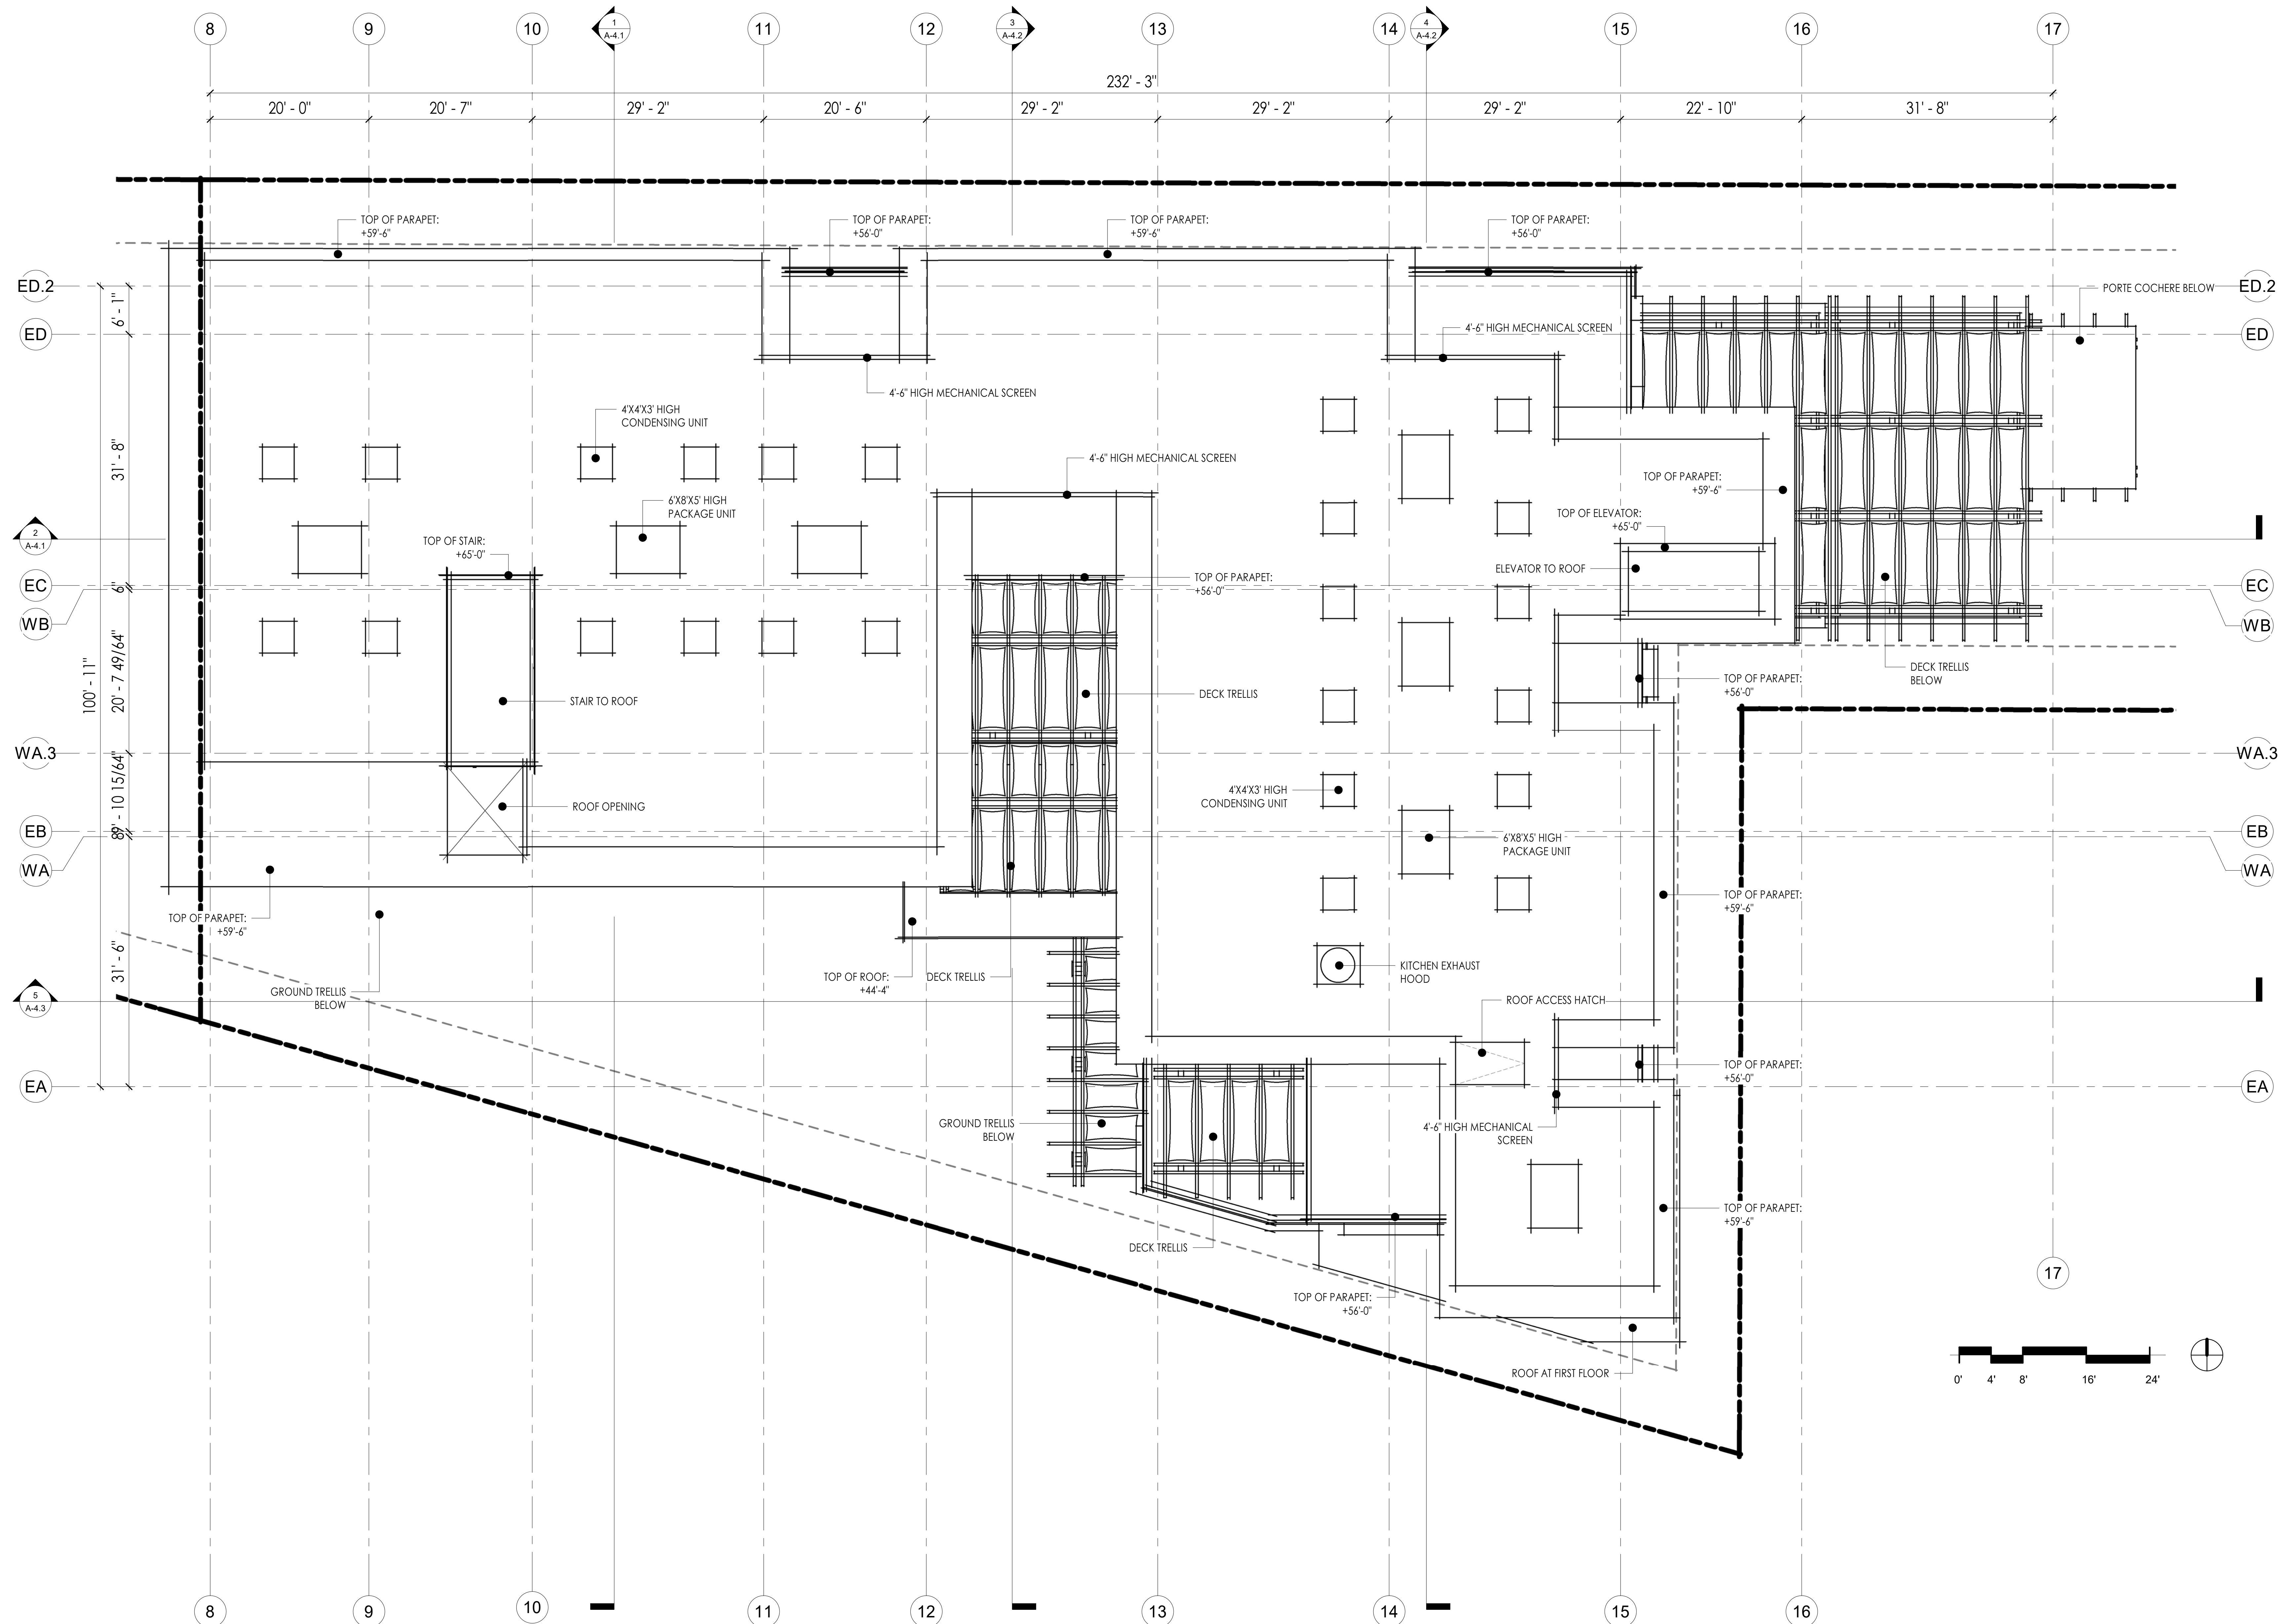 8 9 10 1 11 12 3 13 14 4 15 16 17
A-4.1 A-4.2 A-4.2
232' - 3"
20' - 0" 20' - 7" 29' - 2" 20' - 6" 29' - 2" 29' - 2" 29' - 2" 22' - 10" 31' - 8"
TOP OF PARAPET:
+59'-6"
TOP OF PARAPET:
+56'-0"
TOP OF PARAPET:
+59'-6"
TOP OF PARAPET:
+56'-0"
ED.2
PORTE COCHERE BELOW
ED.2
6' - 1"
ED
4'-6" HIGH MECHANICAL SCREEN
ED
4'-6" HIGH MECHANICAL SCREEN
4'X4'X3' HIGH
CONDENSING UNIT
31' - 8"
4'-6" HIGH MECHANICAL SCREEN
TOP OF PARAPET:
+59'-6"
6'X8'X5' HIGH
PACKAGE UNIT
TOP OF ELEVATOR:
+65'-0"
2
A-4.1
TOP OF STAIR:
+65'-0"
ELEVATOR TO ROOF
TOP OF PARAPET:
+56'-0"
EC
6"
EC
WB
WB
100' - 11"
20' - 7 49/64"
DECK TRELLIS
BELOW
TOP OF PARAPET:
+56'-0"
DECK TRELLIS
STAIR TO ROOF
WA.3
WA.3
9' - 10 15/64"
4'X4'X3' HIGH
CONDENSING UNIT
ROOF OPENING
EB
EB
6'X8'X5' HIGH
PACKAGE UNIT
WA
WA
TOP OF PARAPET:
+59'-6"
TOP OF PARAPET:
+59'-6"
31' - 6"
TOP OF ROOF:
+44'-4"
DECK TRELLIS
KITCHEN EXHAUST
HOOD
GROUND TRELLIS
BELOW
5
A-4.3
ROOF ACCESS HATCH
TOP OF PARAPET:
+56'-0"
EA
EA
GROUND TRELLIS
BELOW
4'-6" HIGH MECHANICAL
SCREEN
TOP OF PARAPET:
+59'-6"
DECK TRELLIS
17
TOP OF PARAPET:
+56'-0"
ROOF AT FIRST FLOOR
0' 4' 8' 16' 24'
8 9 10 11 12 13 14 15 16